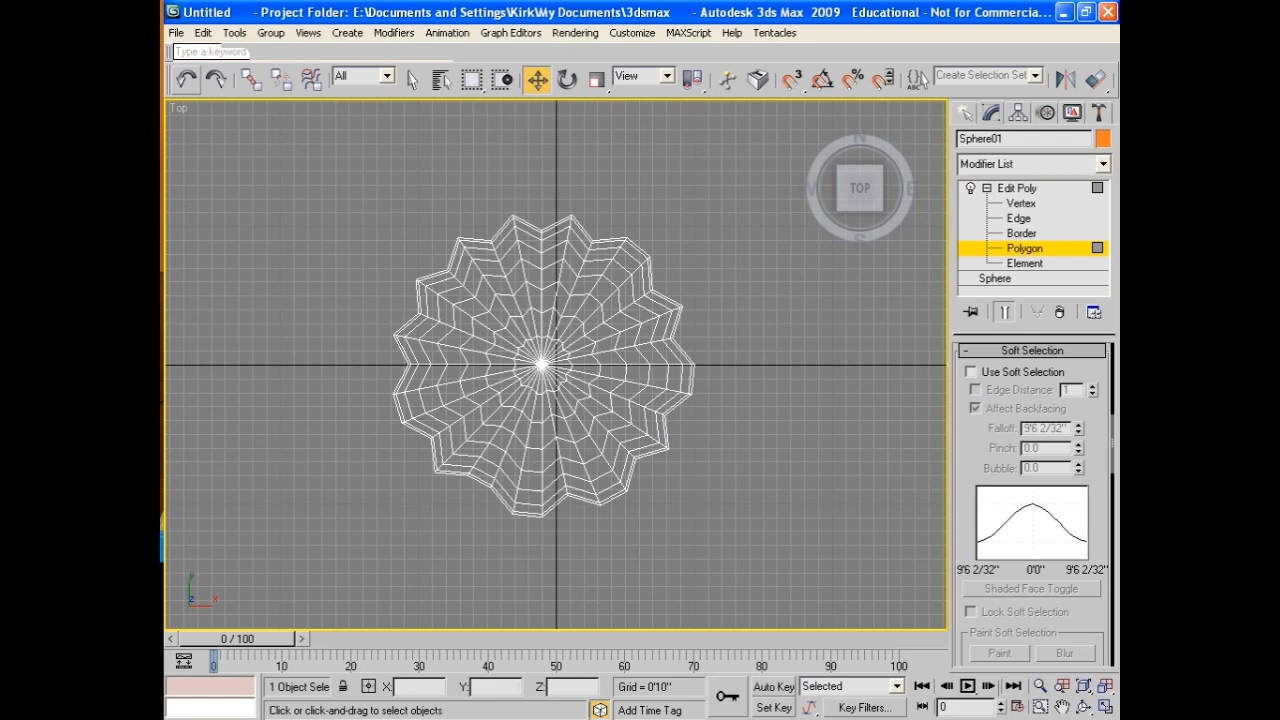 Untitled - Project Folder: E:\Documents and Settings\Kirk\My Documents\3dsmax - Autodesk 3ds Max 2009 Educational - Not for Commercia...
File Edit Tools Group Views Create Modifiers Animation Graph Editors Rendering Customize MAXScript Help Tentacles
Type a keyword
All View ABC Create Selection Set
Top
N
TOP
S
Sphere01
Modifier List
Edit Poly
Vertex
Edge
Border
Polygon
Element
Sphere
- Soft Selection
Use Soft Selection
Edge Distance: 1
Affect Backfacing
Falloff: 9'6 2/32"
Pinch: 0.0
Bubble: 0.0
9'6 2/32" 0'0" 9'6 2/32"
Shaded Face Toggle
Lock Soft Selection
Paint Soft Selection
Paint Blur
y
z x
< 0 / 100 >
0 10 20 30 40 50 60 70 80 90 100
1 Object Sele X: Y: Z: Grid = 0'10" Auto Key Selected
Click or click-and-drag to select objects Add Time Tag Set Key Key Filters... 0